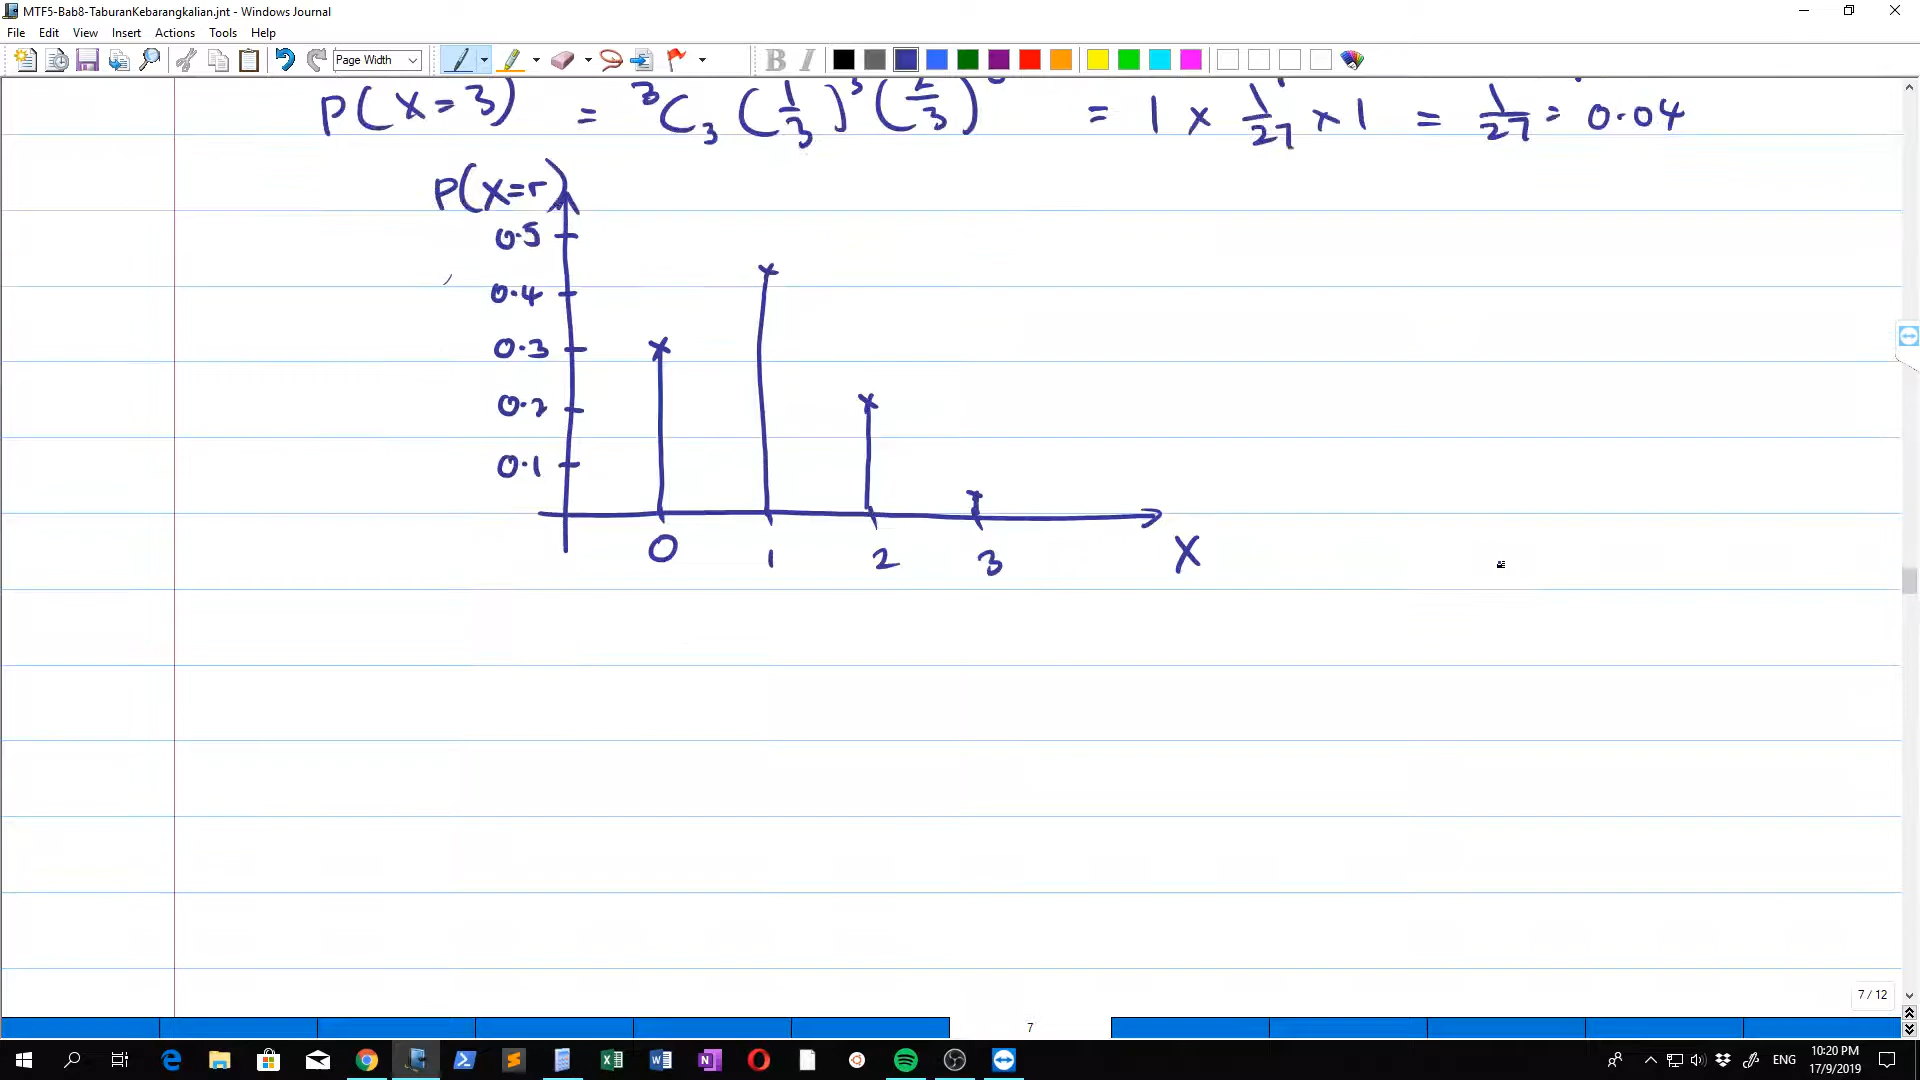 MTF5-Bab8-TaburanKebarangkalian.jnt - Windows Journal
File Edit View Insert Actions Tools Help
Page Width B I
P(X=3) = ³C₃ (1/3)³ (2/3) = 1 x 1/27 x 1 = 1/27 = 0.04
P(X=r)
0.5
0.4
0.3
0.2
0.1
0 1 2 3 X
7 / 12
7
ENG
10:20 PM
17/9/2019